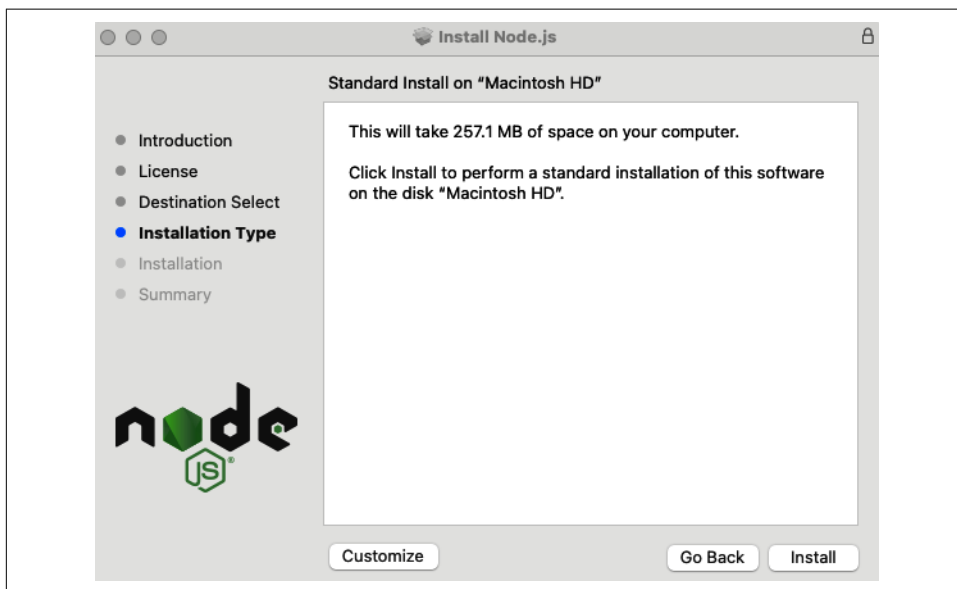 Install Node.js
Standard Install on “Macintosh HD”
Introduction
License
Destination Select
Installation Type
Installation
Summary
This will take 257.1 MB of space on your computer.
Click Install to perform a standard installation of this software
on the disk “Macintosh HD”.
node
JS®
Customize
Go Back
Install